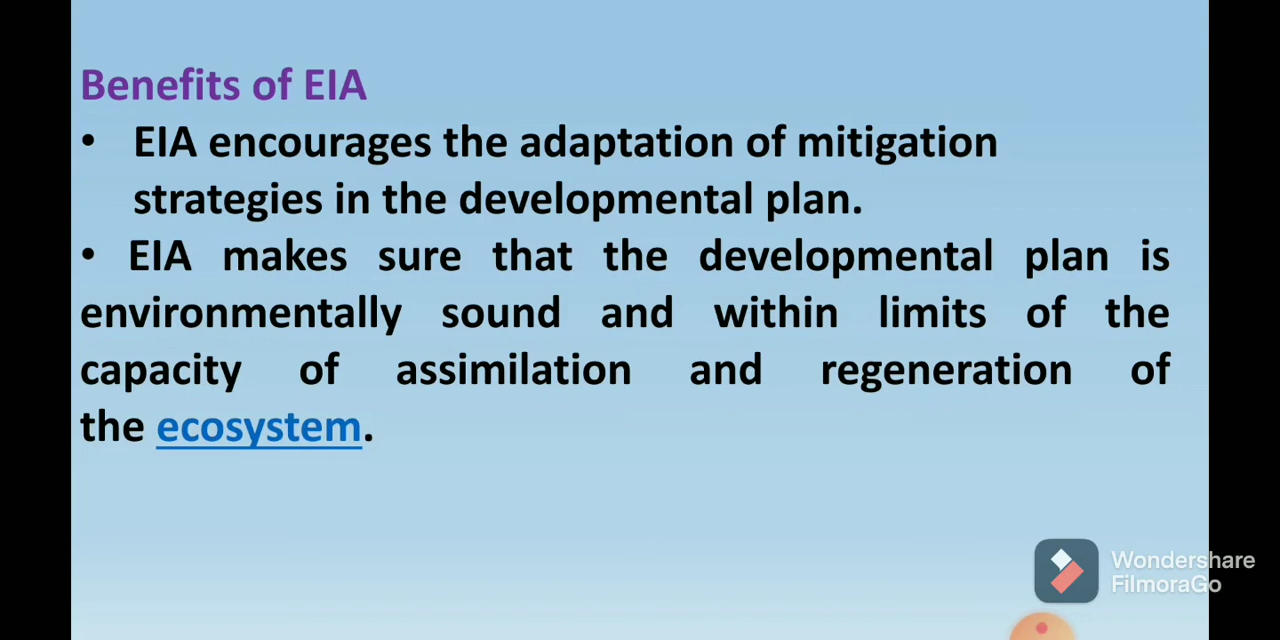 Benefits of EIA
• EIA encourages the adaptation of mitigation
strategies in the developmental plan.
• EIA makes sure that the developmental plan is
environmentally sound and within limits of the
capacity of assimilation and regeneration of
the ecosystem.
Wondershare
FilmoraGo